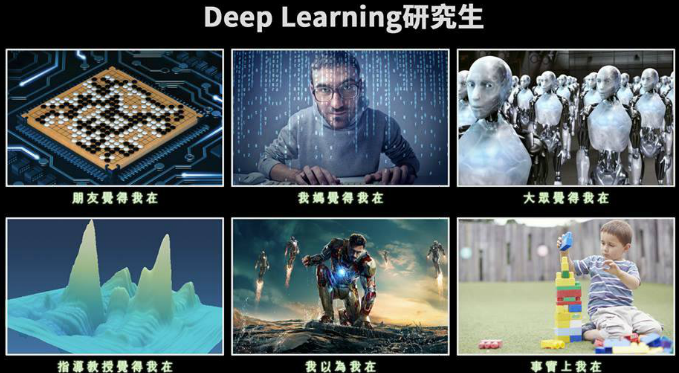 Deep Learning研究生
朋友覺得我在
我媽覺得我在
大眾覺得我在
指導教授覺得我在
我以為我在
事實上我在